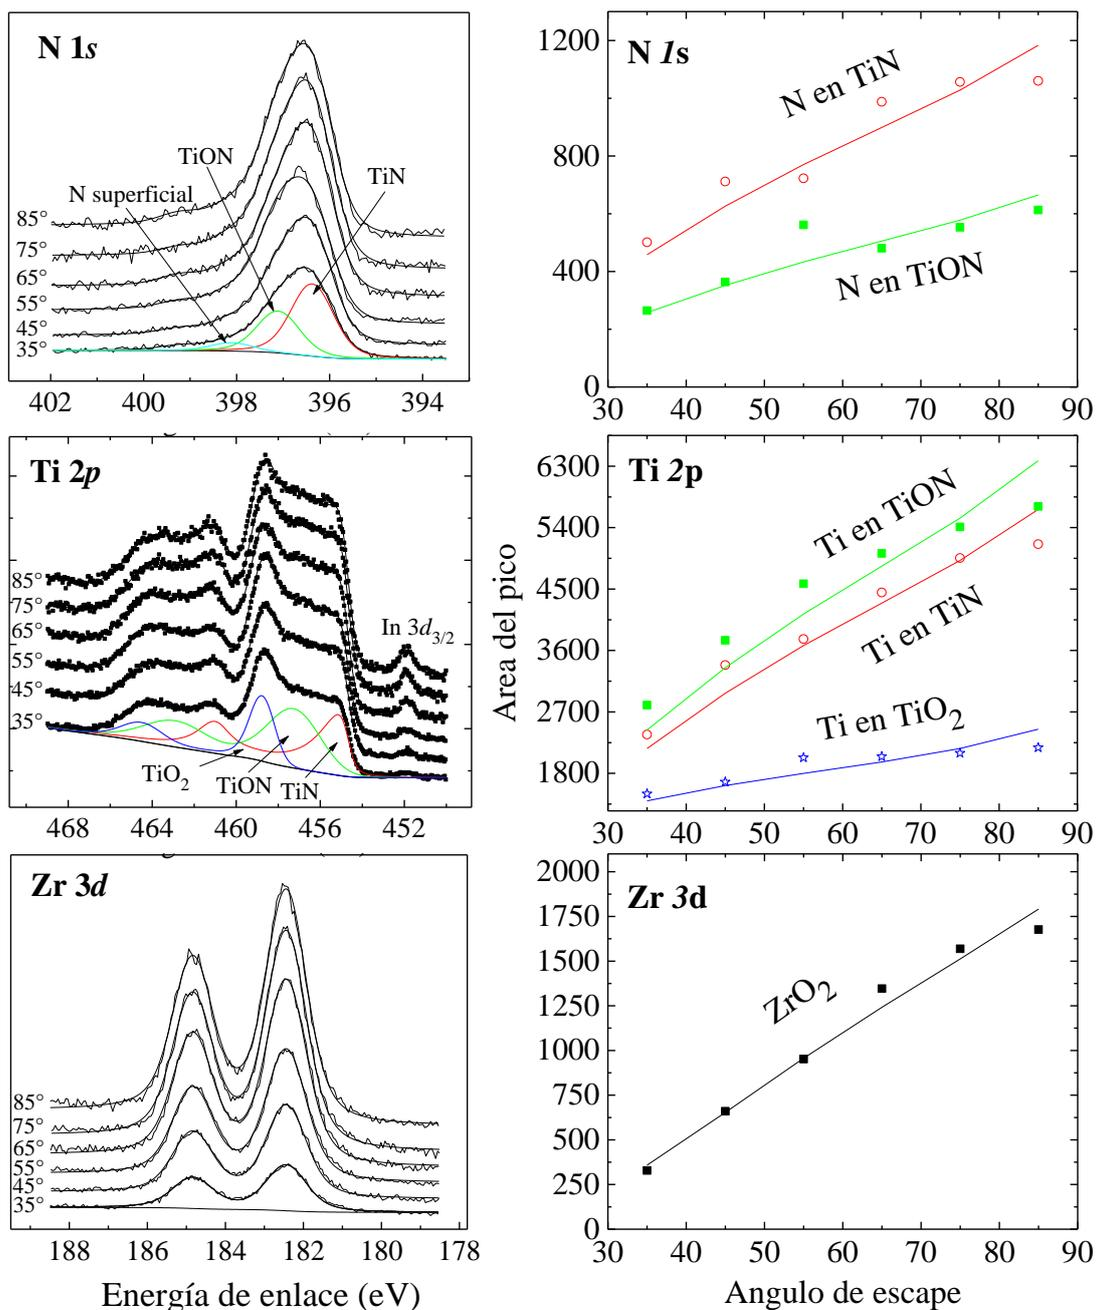 N 1s
TiON
N superficial
TiN
85°
75°
65°
55°
45°
35°
402 400 398 396 394
N 1s
N en TiN
N en TiON
1200
800
400
0
30 40 50 60 70 80 90
Ti 2p
85°
75°
65°
55°
45°
35°
In 3d3/2
TiO2
TiON
TiN
468 464 460 456 452
Area del pico
Ti 2p
Ti en TiON
Ti en TiN
Ti en TiO2
6300
5400
4500
3600
2700
1800
30 40 50 60 70 80 90
Zr 3d
85°
75°
65°
55°
45°
35°
188 186 184 182 180 178
Energía de enlace (eV)
Zr 3d
ZrO2
2000
1750
1500
1250
1000
750
500
250
0
30 40 50 60 70 80 90
Angulo de escape